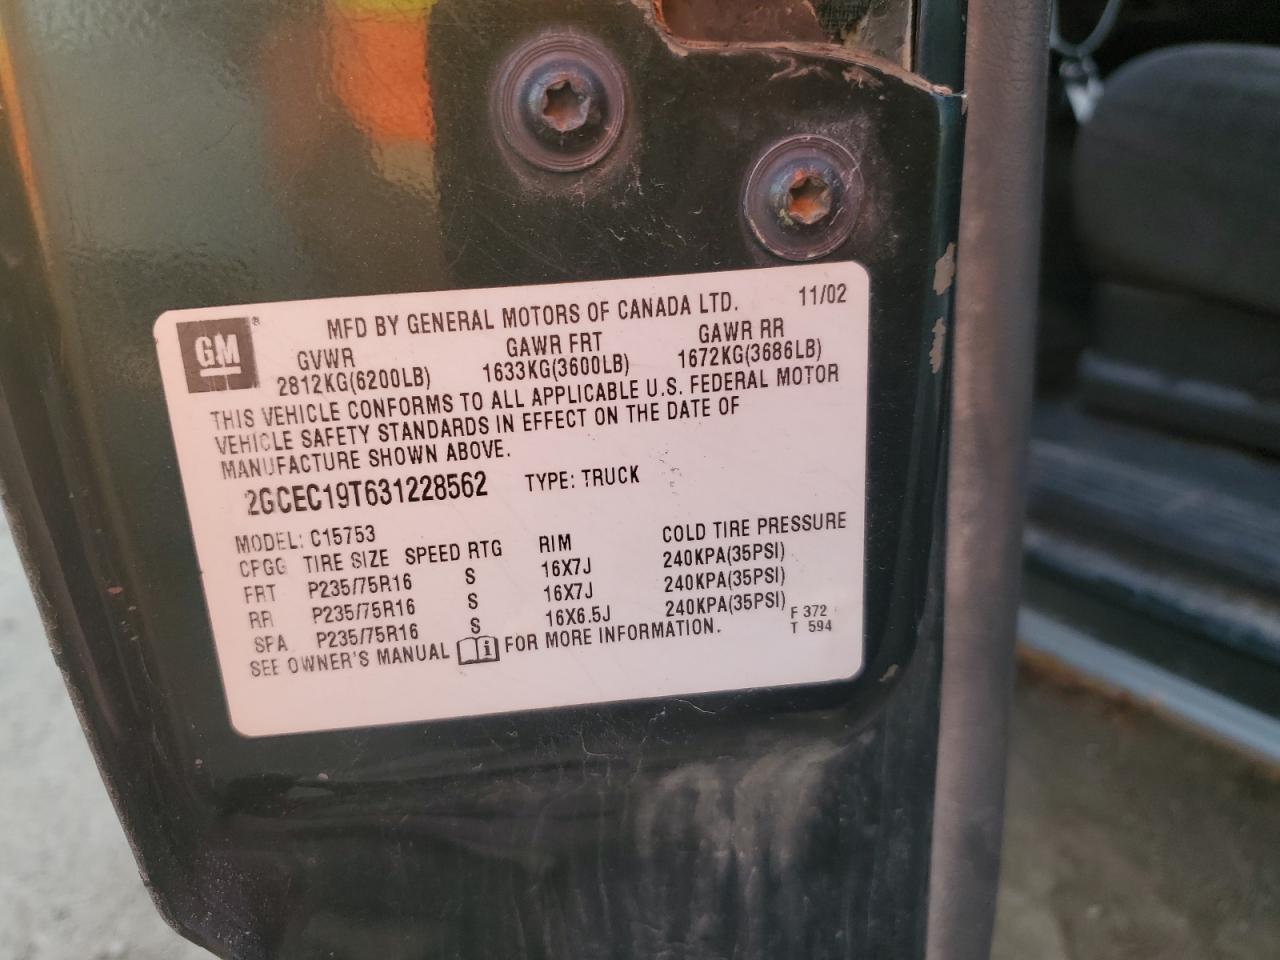 GM® MFD BY GENERAL MOTORS OF CANADA LTD. 11/02
GVWR GAWR FRT GAWR RR
2812KG(6200LB) 1633KG(3600LB) 1672KG(3686LB)
THIS VEHICLE CONFORMS TO ALL APPLICABLE U.S. FEDERAL MOTOR
VEHICLE SAFETY STANDARDS IN EFFECT ON THE DATE OF
MANUFACTURE SHOWN ABOVE.
2GCEC19T631228562 TYPE: TRUCK
MODEL: C15753
CPGG TIRE SIZE SPEED RTG RIM COLD TIRE PRESSURE
FRT P235/75R16 S 16X7J 240KPA(35PSI)
RR P235/75R16 S 16X7J 240KPA(35PSI)
SFA P235/75R16 S 16X6.5J 240KPA(35PSI)
SEE OWNER'S MANUAL i FOR MORE INFORMATION.
F 372
T 594